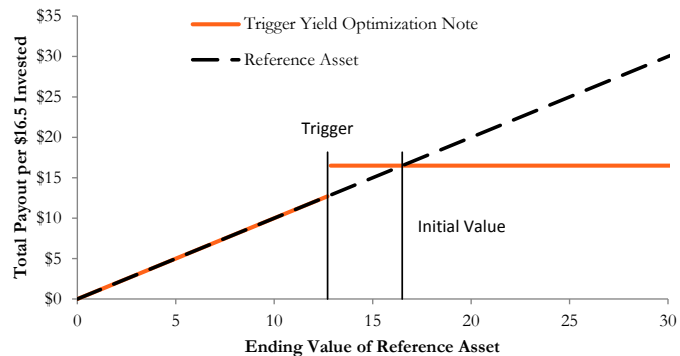 Trigger Yield Optimization Note
Reference Asset
Total Payout per $16.5 Invested
$35
$30
$25
$20
$15
$10
$5
$0
Trigger
Initial Value
0
5
10
15
20
25
30
Ending Value of Reference Asset